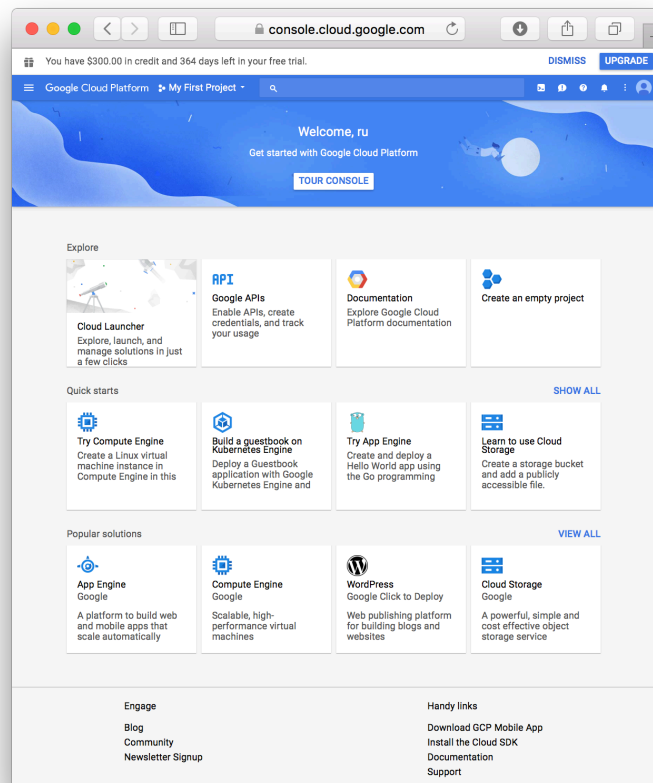 console.cloud.google.com
You have $300.00 in credit and 364 days left in your free trial.
DISMISS
UPGRADE
Google Cloud Platform
My First Project
Welcome, ru
Get started with Google Cloud Platform
TOUR CONSOLE
Explore
Cloud Launcher
Explore, launch, and
manage solutions in just
a few clicks
API
Google APIs
Enable APIs, create
credentials, and track
your usage
Documentation
Explore Google Cloud
Platform documentation
Create an empty project
Quick starts
SHOW ALL
Try Compute Engine
Create a Linux virtual
machine instance in
Compute Engine in this
Build a guestbook on
Kubernetes Engine
Deploy a Guestbook
application with Google
Kubernetes Engine and
Try App Engine
Create and deploy a
Hello World app using
the Go programming
Learn to use Cloud
Storage
Create a storage bucket
and add a publicly
accessible file.
Popular solutions
VIEW ALL
App Engine
Google
A platform to build web
and mobile apps that
scale automatically
Compute Engine
Google
Scalable, high-
performance virtual
machines
WordPress
Google Click to Deploy
Web publishing platform
for building blogs and
websites
Cloud Storage
Google
A powerful, simple and
cost effective object
storage service
Engage
Blog
Community
Newsletter Signup
Handy links
Download GCP Mobile App
Install the Cloud SDK
Documentation
Support